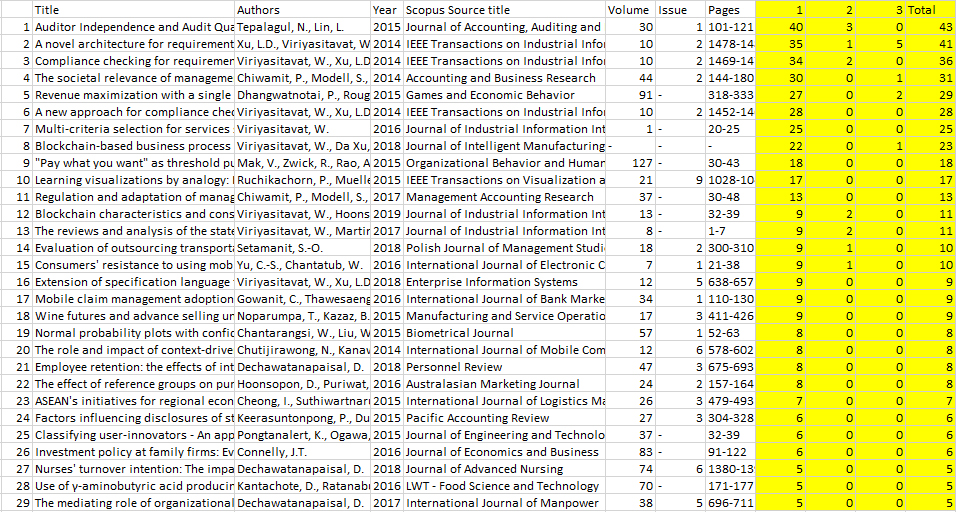 Title Authors Year Scopus Source title Volume Issue Pages 1 2 3 Total
1 Auditor Independence and Audit Qua Tepalagul, N., Lin, L. 2015 Journal of Accounting, Auditing and 30 1 101-121 40 3 0 43
2 A novel architecture for requirement Xu, L.D., Viriyasitavat, W 2014 IEEE Transactions on Industrial Infor 10 2 1478-14 35 1 5 41
3 Compliance checking for requiremen Viriyasitavat, W., Xu, L.D 2014 IEEE Transactions on Industrial Infor 10 2 1469-14 34 2 0 36
4 The societal relevance of manageme Chiwamit, P., Modell, S., 2014 Accounting and Business Research 44 2 144-180 30 0 1 31
5 Revenue maximization with a single Dhangwatnotai, P., Roug 2015 Games and Economic Behavior 91 - 318-333 27 0 2 29
6 A new approach for compliance chec Viriyasitavat, W., Xu, L.D 2014 IEEE Transactions on Industrial Infor 10 2 1452-14 28 0 0 28
7 Multi-criteria selection for services Viriyasitavat, W. 2016 Journal of Industrial Information Int 1 - 20-25 25 0 0 25
8 Blockchain-based business process Viriyasitavat, W., Da Xu, 2018 Journal of Intelligent Manufacturing - - - 22 0 1 23
9 "Pay what you want" as threshold pu Mak, V., Zwick, R., Rao, A 2015 Organizational Behavior and Human 127 - 30-43 18 0 0 18
10 Learning visualizations by analogy: Ruchikachorn, P., Muelle 2015 IEEE Transactions on Visualization a 21 9 1028-10 17 0 0 17
11 Regulation and adaptation of manag Chiwamit, P., Modell, S., 2017 Management Accounting Research 37 - 30-48 13 0 0 13
12 Blockchain characteristics and cons Viriyasitavat, W., Hoons 2019 Journal of Industrial Information Int 13 - 32-39 9 2 0 11
13 The reviews and analysis of the state Viriyasitavat, W., Martin 2017 Journal of Industrial Information Int 8 - 1-7 9 2 0 11
14 Evaluation of outsourcing transport Setamanit, S.-O. 2018 Polish Journal of Management Studi 18 2 300-310 9 1 0 10
15 Consumers' resistance to using mob Yu, C.-S., Chantatub, W. 2016 International Journal of Electronic C 7 1 21-38 9 1 0 10
16 Extension of specification language Viriyasitavat, W., Xu, L.D 2018 Enterprise Information Systems 12 5 638-657 9 0 0 9
17 Mobile claim management adoption Gowanit, C., Thawesaeng 2016 International Journal of Bank Marke 34 1 110-130 9 0 0 9
18 Wine futures and advance selling un Noparumpa, T., Kazaz, B. 2015 Manufacturing and Service Operatio 17 3 411-426 9 0 0 9
19 Normal probability plots with confid Chantarangsi, W., Liu, W 2015 Biometrical Journal 57 1 52-63 8 0 0 8
20 The role and impact of context-drive Chutijirawong, N., Kanav 2014 International Journal of Mobile Com 12 6 578-602 8 0 0 8
21 Employee retention: the effects of int Dechawatanapaisal, D. 2018 Personnel Review 47 3 675-693 8 0 0 8
22 The effect of reference groups on pur Hoonsopon, D., Puriwat, 2016 Australasian Marketing Journal 24 2 157-164 8 0 0 8
23 ASEAN's initiatives for regional econ Cheong, I., Suthiwartnar 2015 International Journal of Logistics Ma 26 3 479-493 7 0 0 7
24 Factors influencing disclosures of st Keerasuntonpong, P., Du 2015 Pacific Accounting Review 27 3 304-328 6 0 0 6
25 Classifying user-innovators - An app Pongtanalert, K., Ogawa, 2015 Journal of Engineering and Technolo 37 - 32-39 6 0 0 6
26 Investment policy at family firms: Ev Connelly, J.T. 2016 Journal of Economics and Business 83 - 91-122 6 0 0 6
27 Nurses' turnover intention: The impa Dechawatanapaisal, D. 2018 Journal of Advanced Nursing 74 6 1380-13 5 0 0 5
28 Use of γ-aminobutyric acid producin Kantachote, D., Ratanab 2016 LWT - Food Science and Technology 70 - 171-177 5 0 0 5
29 The mediating role of organizational Dechawatanapaisal, D. 2017 International Journal of Manpower 38 5 696-711 5 0 0 5